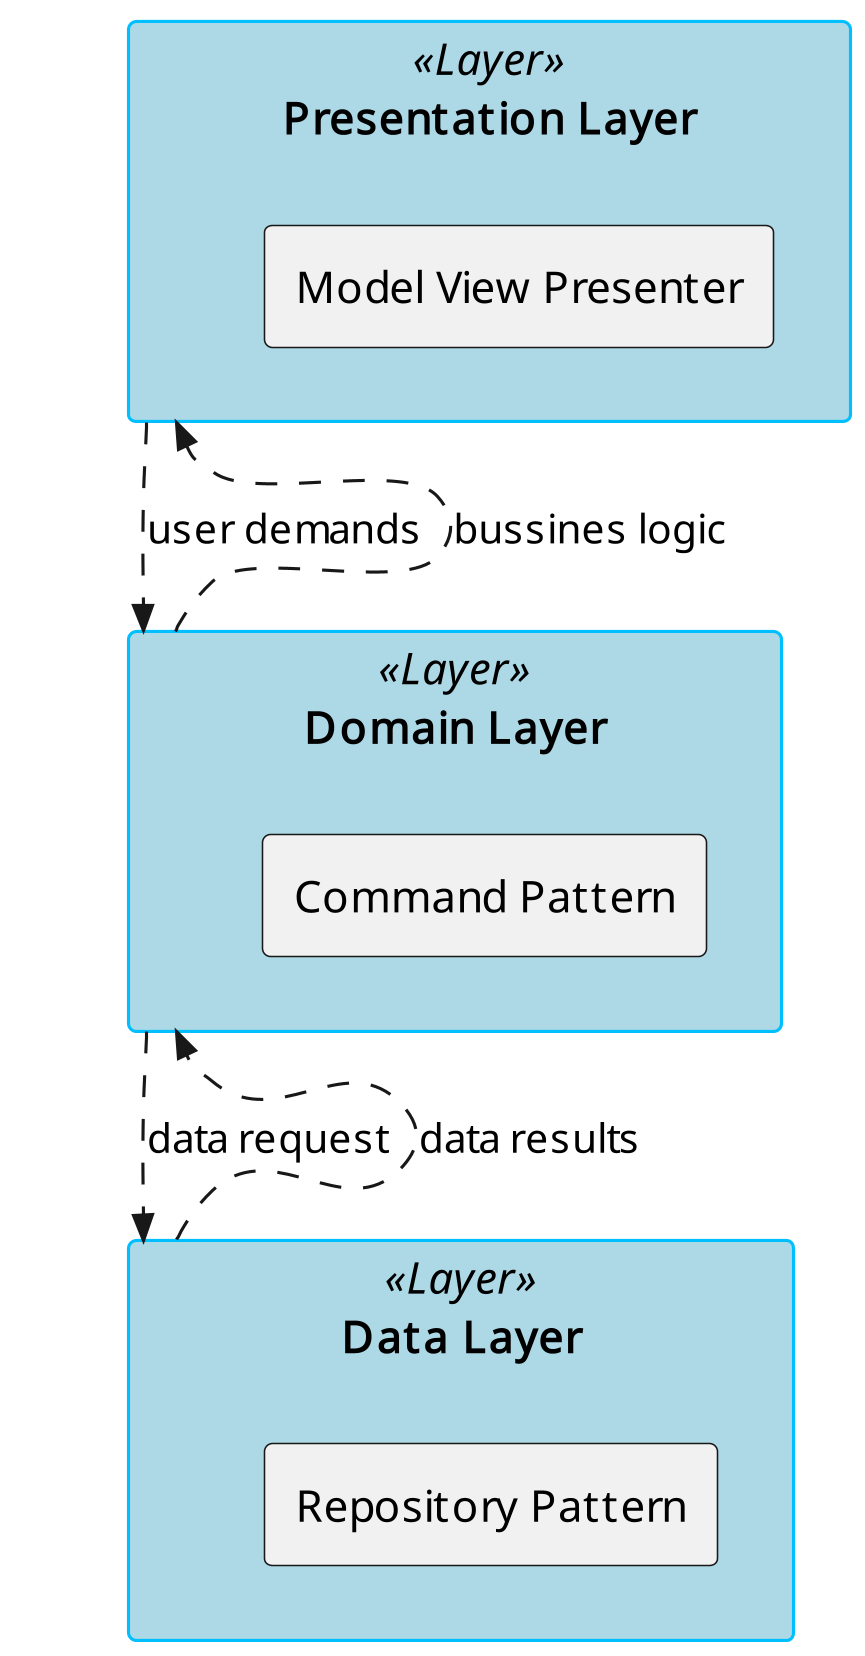 «Layer»
Presentation Layer
Model View Presenter
user demands
bussines logic
«Layer»
Domain Layer
Command Pattern
data request
data results
«Layer»
Data Layer
Repository Pattern